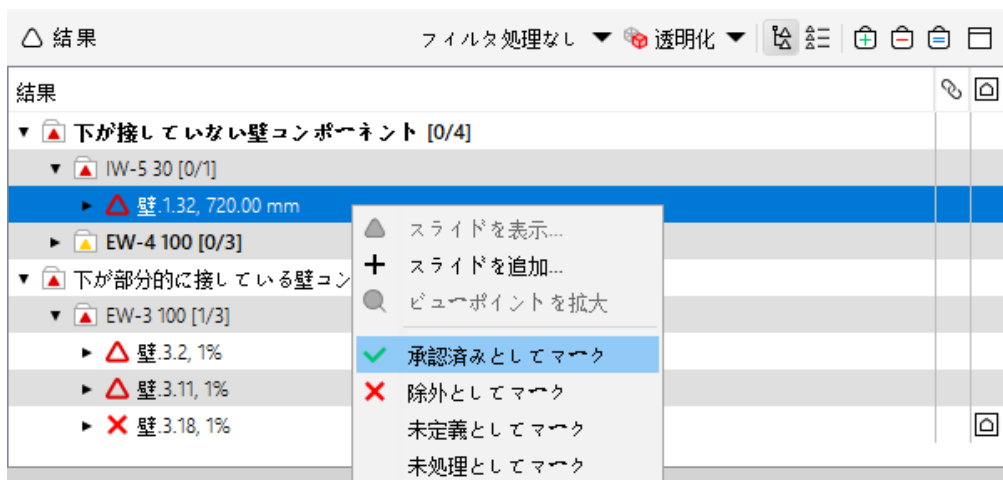 結果
フィルタ処理なし 透明化
結果
下が接していない壁コンポーネント [0/4]
IW-5 30 [0/1]
壁.1.32, 720.00 mm
EW-4 100 [0/3]
下が部分的に接している壁コン
EW-3 100 [1/3]
壁.3.2, 1%
壁.3.11, 1%
壁.3.18, 1%
スライドを表示...
スライドを追加...
ビューポイントを拡大
承認済みとしてマーク
除外としてマーク
未定義としてマーク
未処理としてマーク